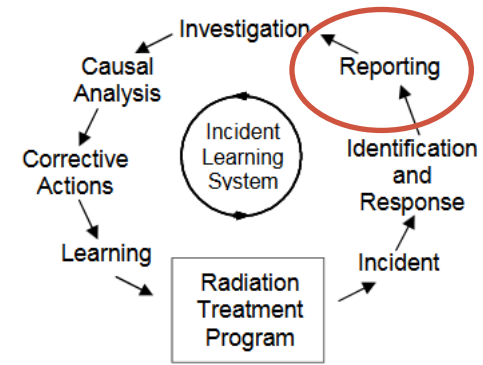 Investigation
Reporting
Causal
Analysis
Incident
Learning
System
Identification
and
Response
Corrective
Actions
Learning
Incident
Radiation
Treatment
Program